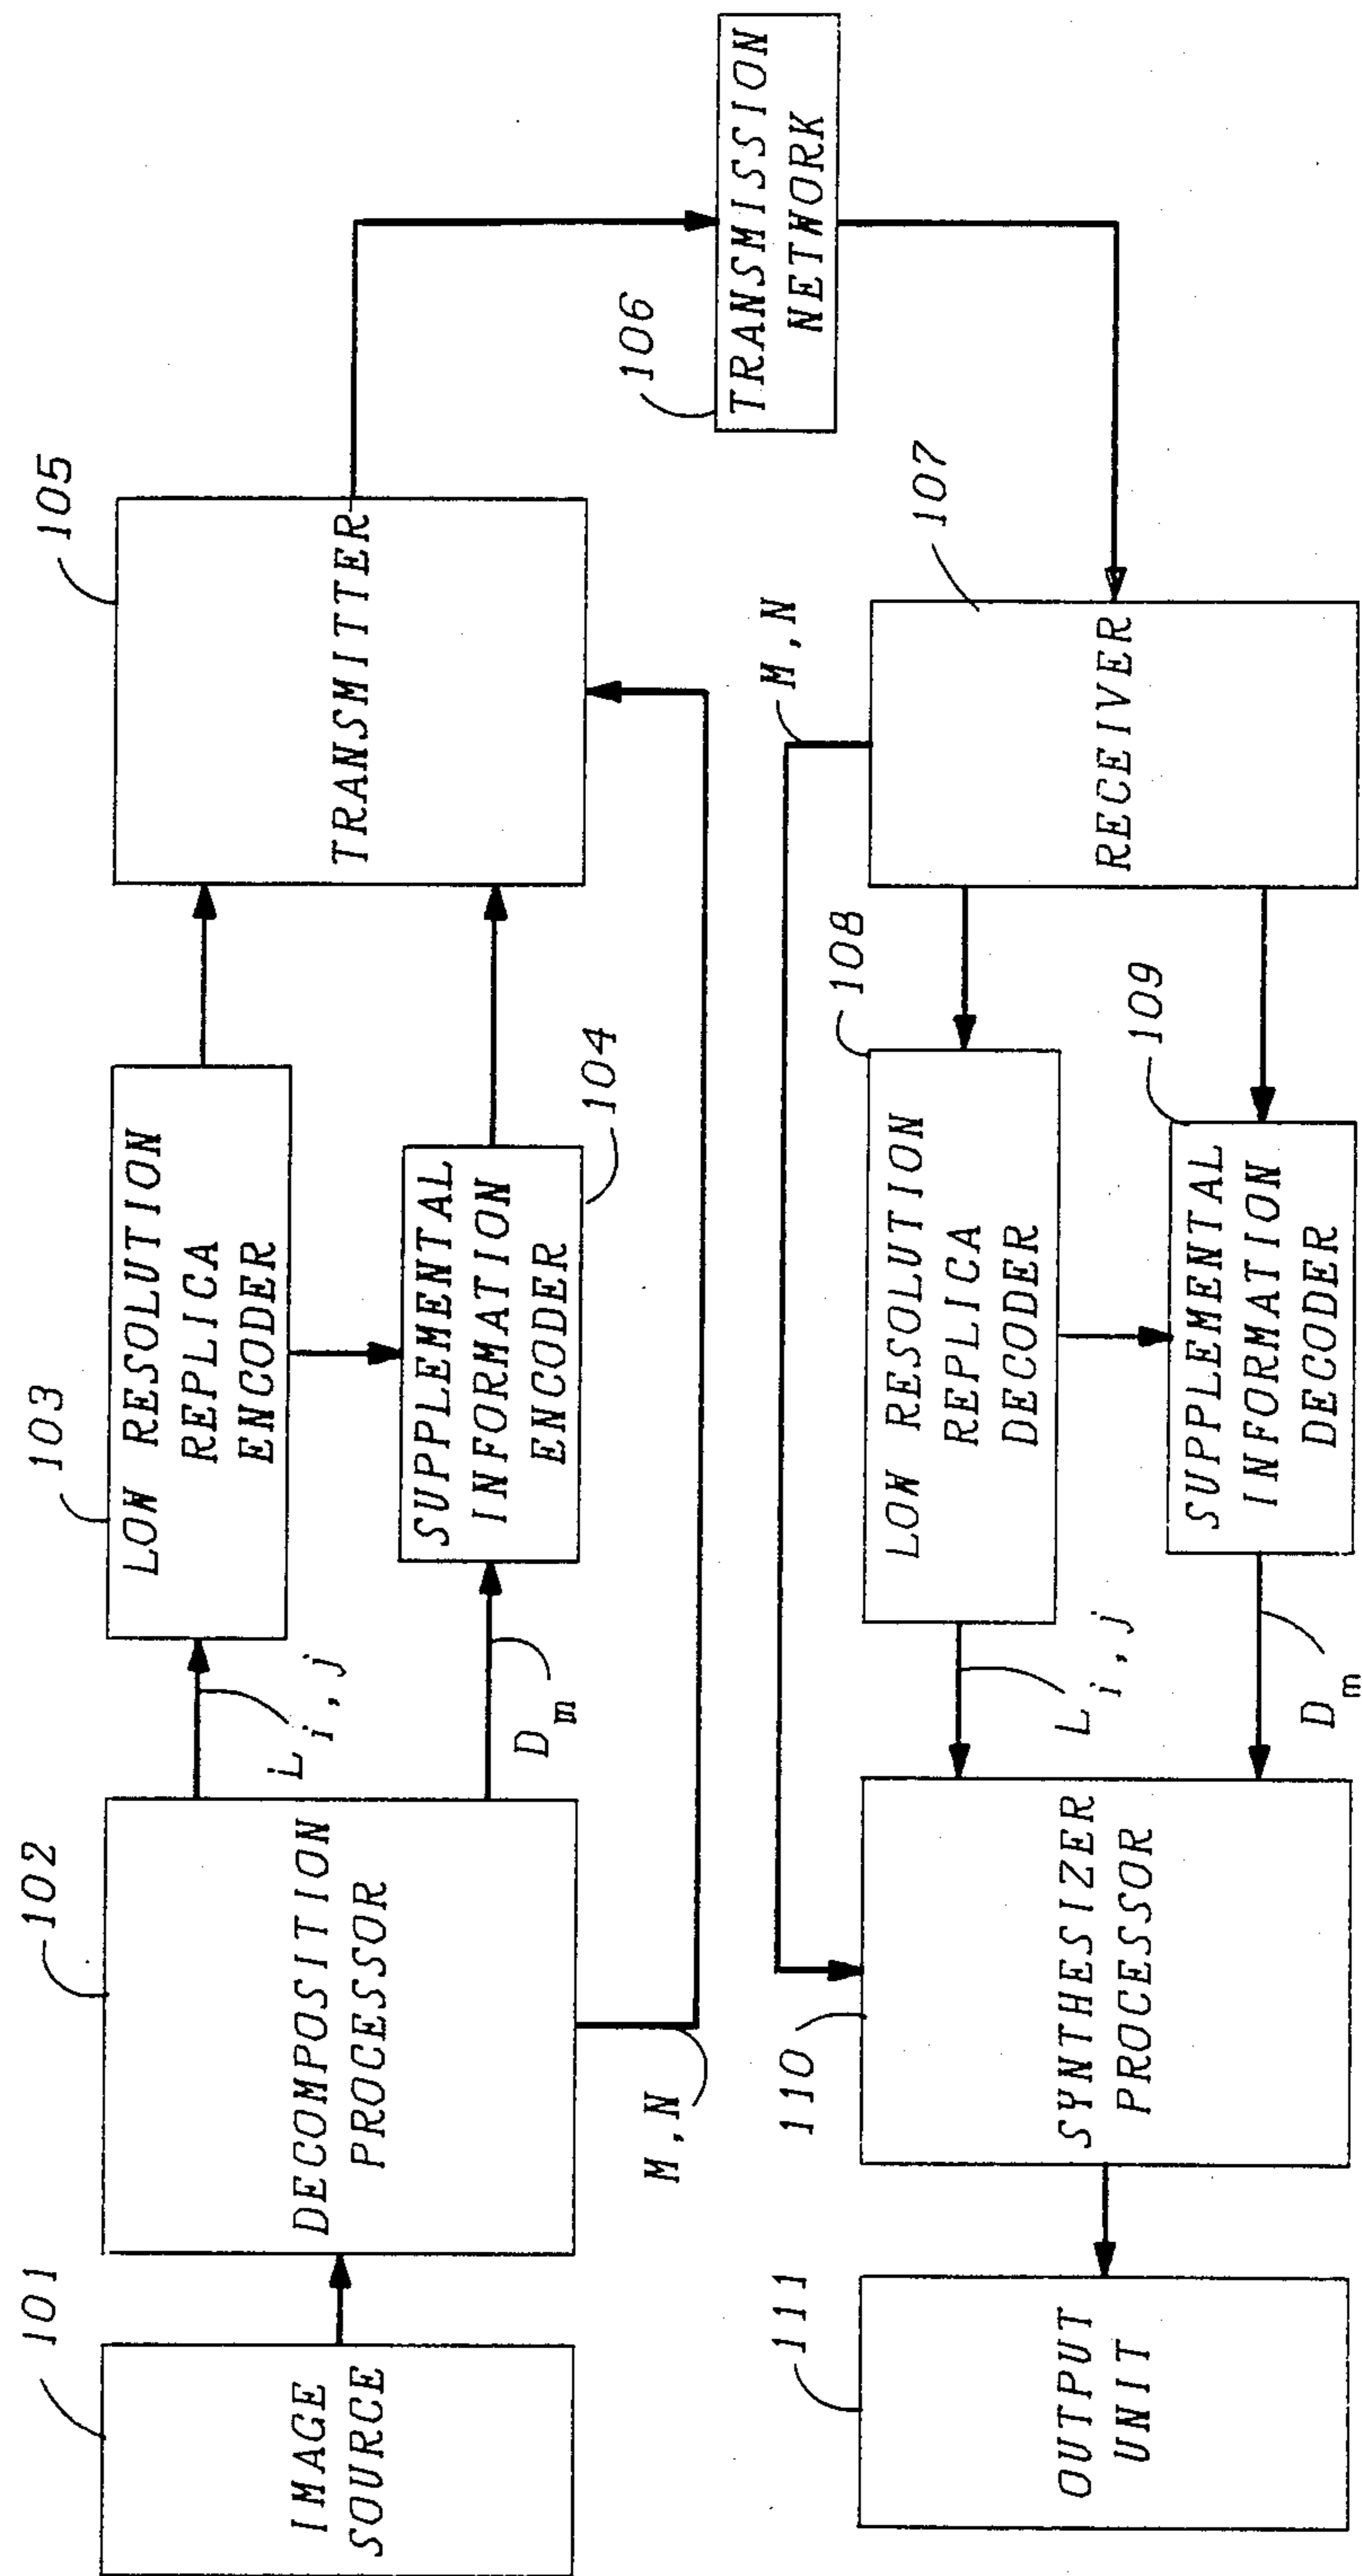 101
IMAGE
SOURCE
102
DECOMPOSITION
PROCESSOR
L i, j
D m
M, N
103
LOW RESOLUTION
REPLICA
ENCODER
104
SUPPLEMENTAL
INFORMATION
ENCODER
105
TRANSMITTER
106
TRANSMISSION
NETWORK
107
RECEIVER
M, N
108
LOW RESOLUTION
REPLICA
DECODER
109
SUPPLEMENTAL
INFORMATION
DECODER
L i, j
D m
110
SYNTHESIZER
PROCESSOR
111
OUTPUT
UNIT